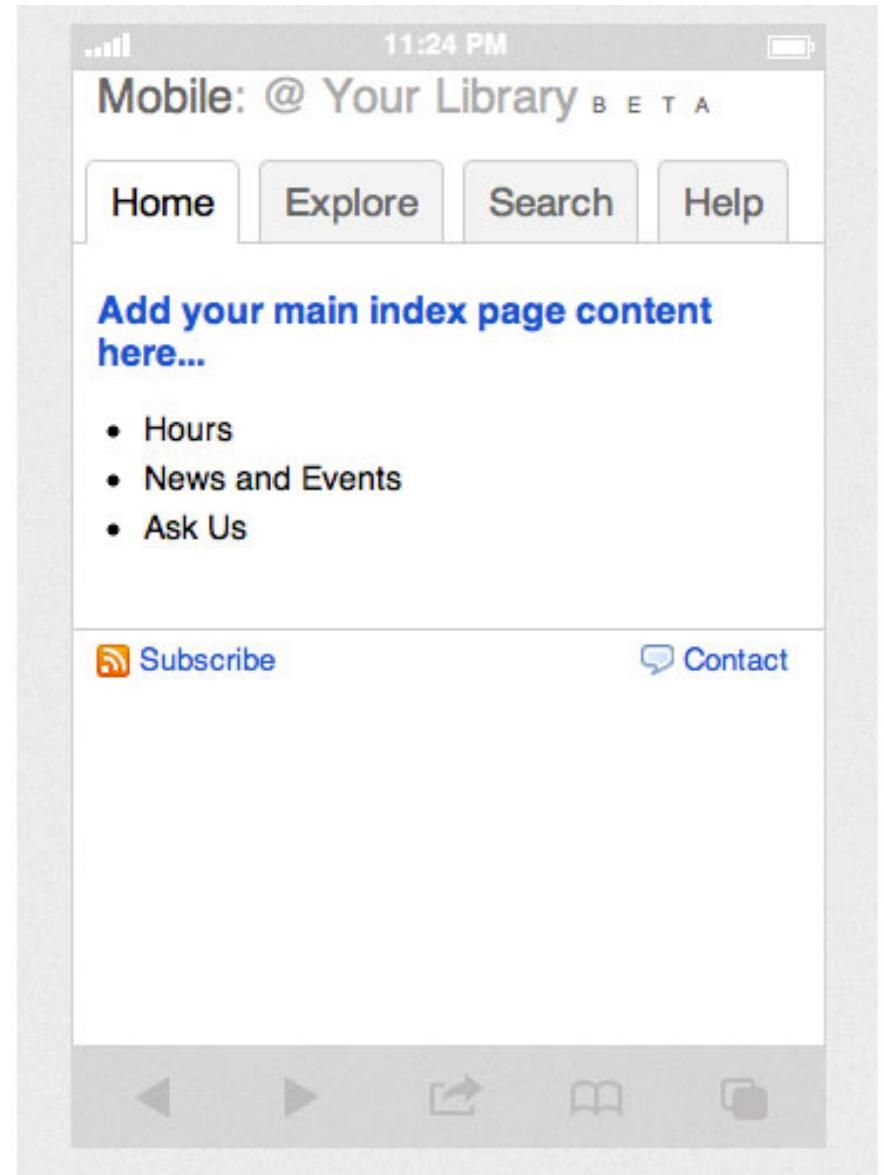 11:24 PM
Mobile: @ Your Library BETA
Home Explore Search Help
Add your main index page content
here...
• Hours
• News and Events
• Ask Us
Subscribe Contact